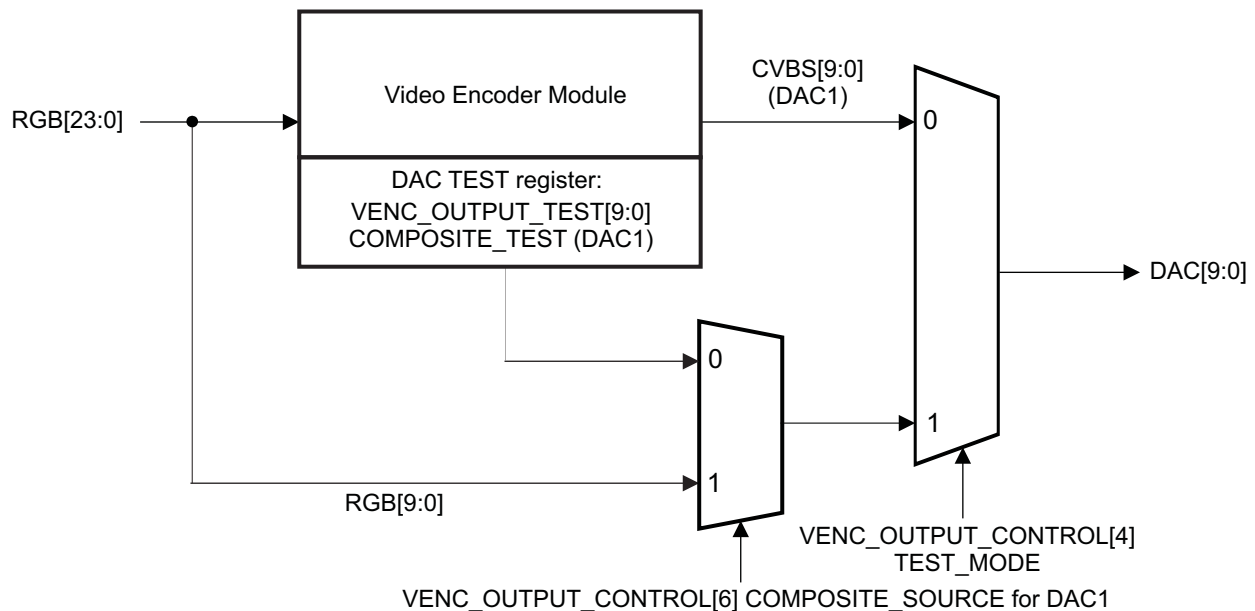 CVBS[9:0]
(DAC1)
Video Encoder Module
RGB[23:0]
0
DAC TEST register:
VENC_OUTPUT_TEST[9:0]
COMPOSITE_TEST (DAC1)
DAC[9:0]
0
1
1
RGB[9:0]
VENC_OUTPUT_CONTROL[4]
TEST_MODE
VENC_OUTPUT_CONTROL[6] COMPOSITE_SOURCE for DAC1